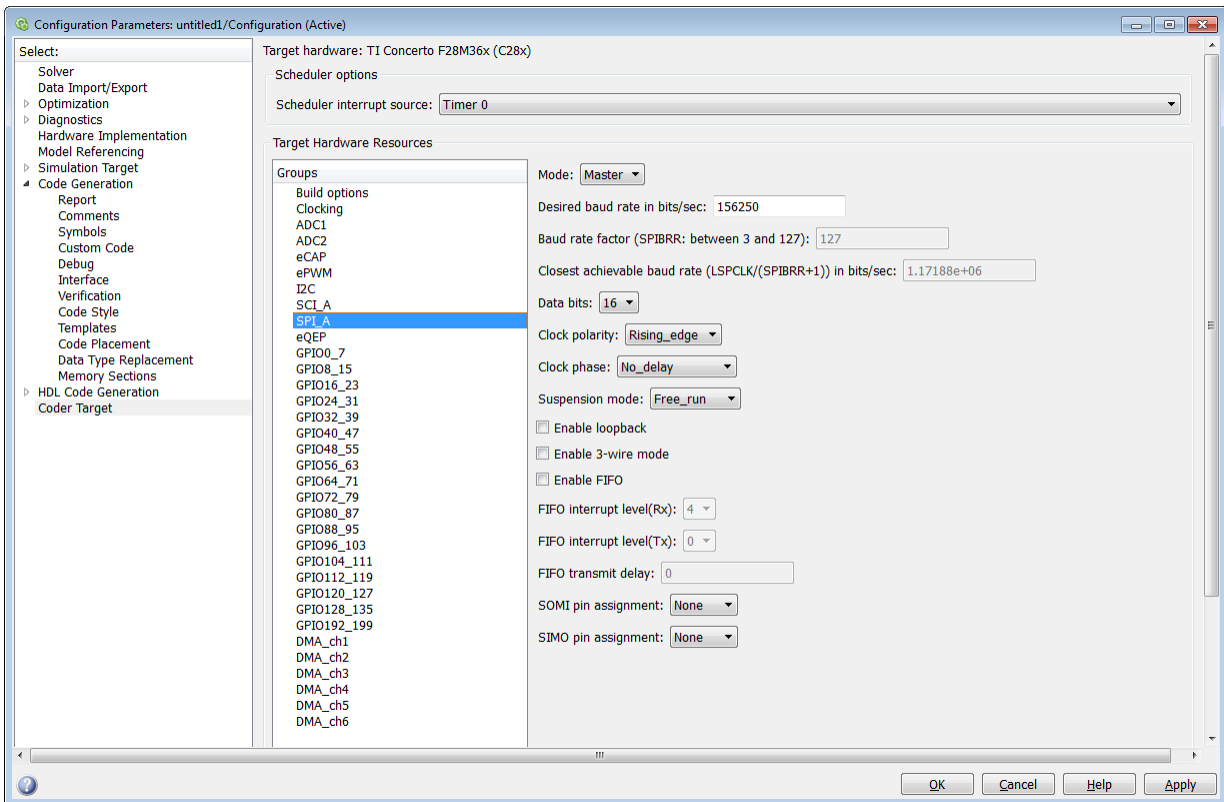 Configuration Parameters: untitled1/Configuration (Active)
Select:
Solver
Data Import/Export
Optimization
Diagnostics
Hardware Implementation
Model Referencing
Simulation Target
Code Generation
Report
Comments
Symbols
Custom Code
Debug
Interface
Verification
Code Style
Templates
Code Placement
Data Type Replacement
Memory Sections
HDL Code Generation
Coder Target
Target hardware: TI Concerto F28M36x (C28x)
Scheduler options
Scheduler interrupt source: Timer 0
Target Hardware Resources
Groups
Build options
Clocking
ADC1
ADC2
eCAP
ePWM
I2C
SCI_A
SPI_A
eQEP
GPIO0_7
GPIO8_15
GPIO16_23
GPIO24_31
GPIO32_39
GPIO40_47
GPIO48_55
GPIO56_63
GPIO64_71
GPIO72_79
GPIO80_87
GPIO88_95
GPIO96_103
GPIO104_111
GPIO112_119
GPIO120_127
GPIO128_135
GPIO192_199
DMA_ch1
DMA_ch2
DMA_ch3
DMA_ch4
DMA_ch5
DMA_ch6
Mode: Master
Desired baud rate in bits/sec: 156250
Baud rate factor (SPIBRR: between 3 and 127): 127
Closest achievable baud rate (LSPCLK/(SPIBRR+1)) in bits/sec: 1.17188e+06
Data bits: 16
Clock polarity: Rising_edge
Clock phase: No_delay
Suspension mode: Free_run
Enable loopback
Enable 3-wire mode
Enable FIFO
FIFO interrupt level(Rx): 4
FIFO interrupt level(Tx): 0
FIFO transmit delay: 0
SOMI pin assignment: None
SIMO pin assignment: None
OK Cancel Help Apply